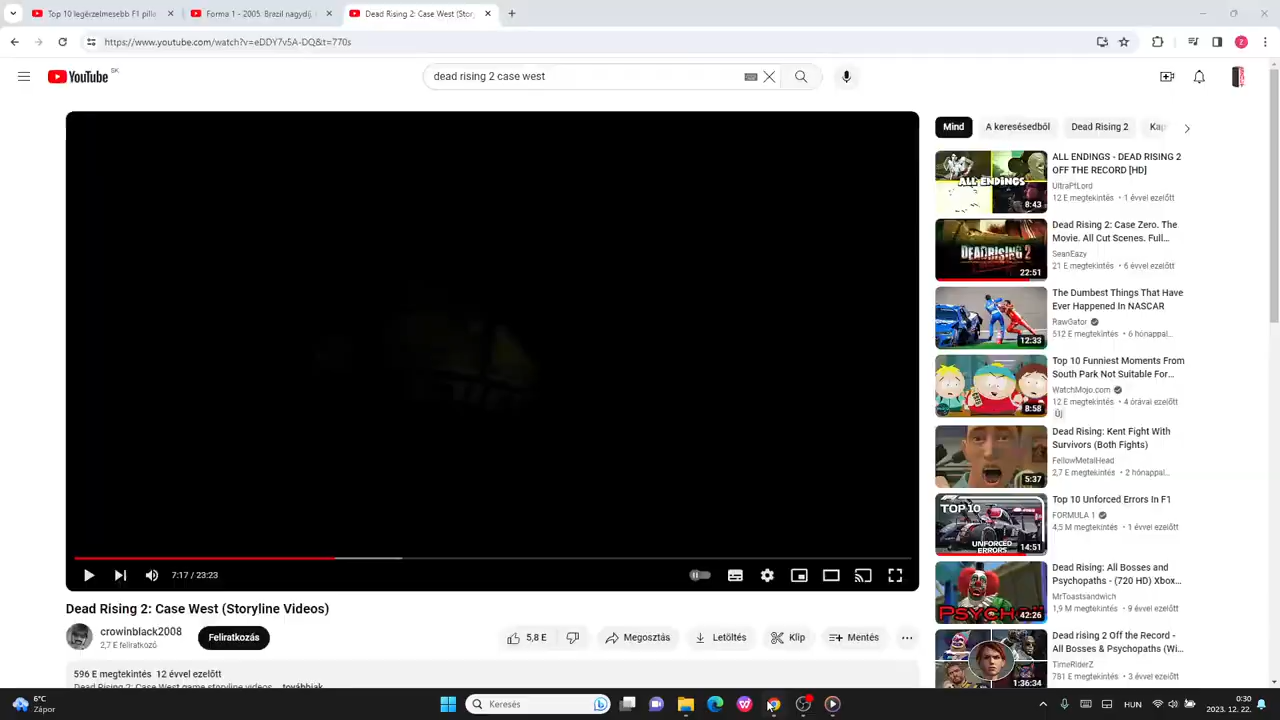 Top 10 legérzelmesebb F1 pilla
Forma 1 - 2005. Brazil nagydíj,
Dead Rising 2: Case West (Story
https://www.youtube.com/watch?v=eDDY7v5A-DQ&t=770s
YouTube SK
dead rising 2 case west
Mind
A keresésedből
Dead Rising 2
Kap
ALL ENDINGS
8:43
ALL ENDINGS - DEAD RISING 2
OFF THE RECORD [HD]
UltraPtLord
12 E megtekintés • 1 évvel ezelőtt
DEADRISING 2
22:51
Dead Rising 2: Case Zero. The
Movie. All Cut Scenes. Full...
SeanEazy
21 E megtekintés • 6 évvel ezelőtt
12:33
The Dumbest Things That Have
Ever Happened In NASCAR
RawGator
512 E megtekintés • 6 hónappal...
8:58
Top 10 Funniest Moments From
South Park Not Suitable For...
WatchMojo.com
12 E megtekintés • 4 órával ezelőtt
Új
5:37
Dead Rising: Kent Fight With
Survivors (Both Fights)
FellowMetalHead
2,7 E megtekintés • 2 hónappal...
TOP 10
UNFORCED
ERRORS
14:51
Top 10 Unforced Errors In F1
FORMULA 1
4,5 M megtekintés • 1 évvel ezelőtt
PSYCHO
42:26
Dead Rising: All Bosses and
Psychopaths - (720 HD) Xbox...
MrToastsandwich
1,9 M megtekintés • 9 évvel ezelőtt
1:36:34
Dead rising 2 Off the Record -
All Bosses & Psychopaths (Wi...
TimeRiderZ
781 E megtekintés • 3 évvel ezelőtt
7:17 / 23:23
Dead Rising 2: Case West (Storyline Videos)
crowinblack2008
2,7 E feliratkozó
Feliratkozás
5,8 E
Megosztás
Letöltés
Klip
Mentés
596 E megtekintés 12 évvel ezelőtt
Dead Rising 2: Case West game storyline videos. ...továbbiak
6°C
Zápor
Keresés
HUN
0:30
2023. 12. 22.